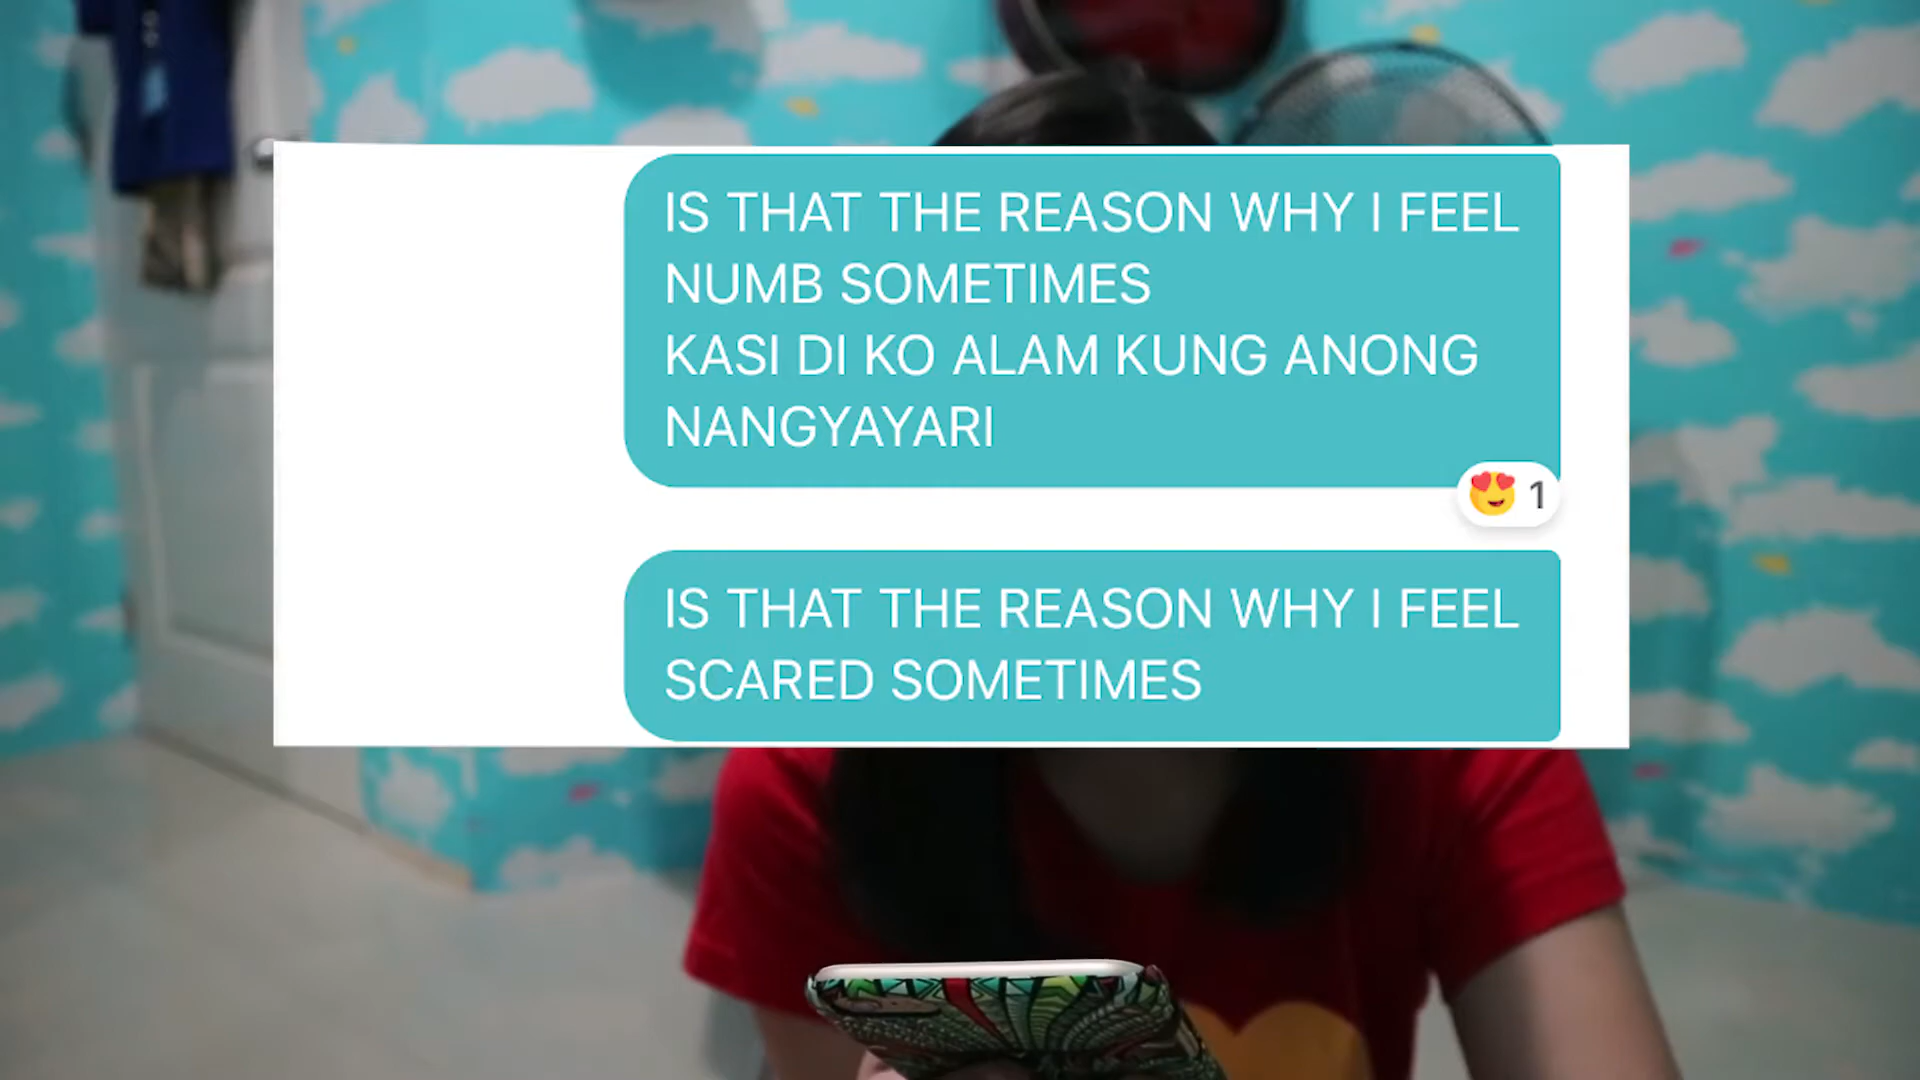 IS THAT THE REASON WHY I FEEL
NUMB SOMETIMES
KASI DI KO ALAM KUNG ANONG
NANGYAYARI
😍 1
IS THAT THE REASON WHY I FEEL
SCARED SOMETIMES